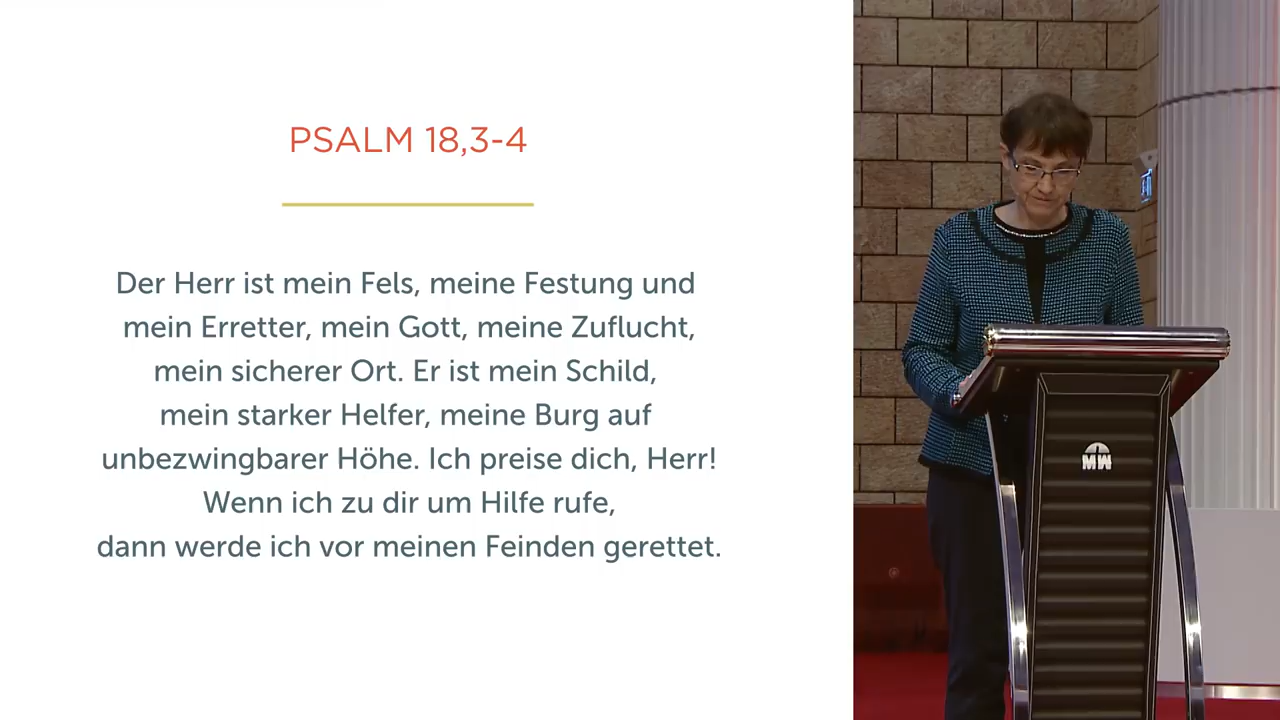 PSALM 18,3-4
Der Herr ist mein Fels, meine Festung und
mein Erretter, mein Gott, meine Zuflucht,
mein sicherer Ort. Er ist mein Schild,
mein starker Helfer, meine Burg auf
unbezwingbarer Höhe. Ich preise dich, Herr!
Wenn ich zu dir um Hilfe rufe,
dann werde ich vor meinen Feinden gerettet.
MW